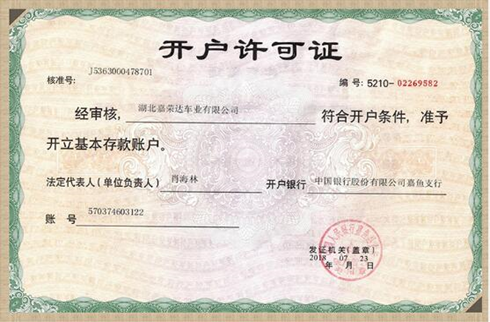 开户许可证
核准号: J5363000478701
编号: 5210-02269582
经审核, 湖北嘉荣达车业有限公司 符合开户条件, 准予
开立基本存款账户。
法定代表人(单位负责人) 肖海林 开户银行 中国银行股份有限公司嘉鱼支行
账 号 570374603122
发证机关(盖章)
2018 07 23
年 月 日